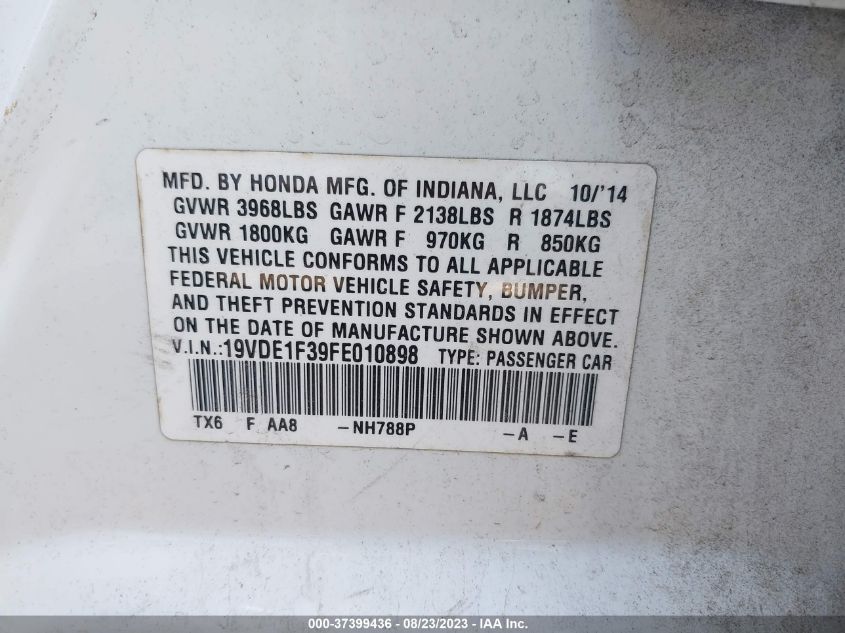 MFD. BY HONDA MFG. OF INDIANA, LLC 10/'14
GVWR 3968LBS GAWR F 2138LBS R 1874LBS
GVWR 1800KG GAWR F 970KG R 850KG
THIS VEHICLE CONFORMS TO ALL APPLICABLE
FEDERAL MOTOR VEHICLE SAFETY, BUMPER,
AND THEFT PREVENTION STANDARDS IN EFFECT
ON THE DATE OF MANUFACTURE SHOWN ABOVE.
V.I.N.:19VDE1F39FE010898 TYPE: PASSENGER CAR
TX6 F AA8 -NH788P -A -E
000-37399436 - 08/23/2023 - IAA Inc.